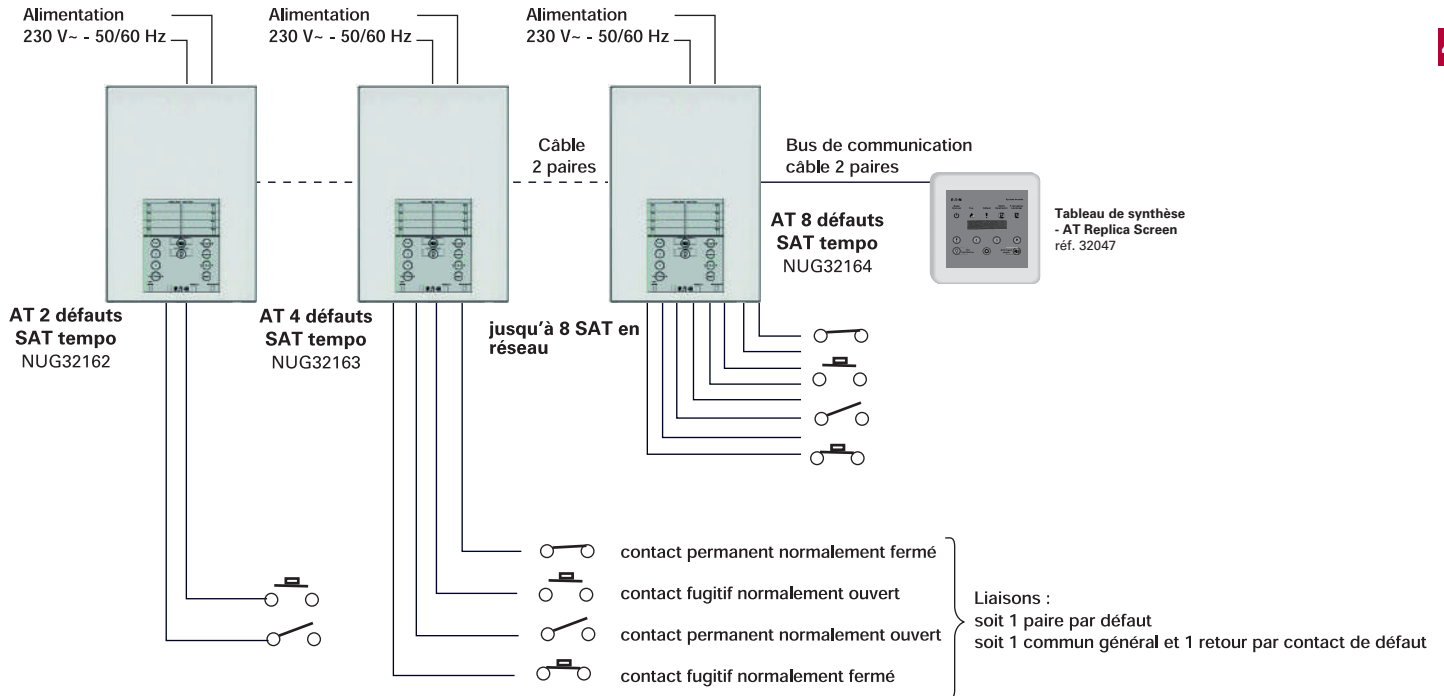 Alimentation
230 V~ - 50/60 Hz
Alimentation
230 V~ - 50/60 Hz
Alimentation
230 V~ - 50/60 Hz
Câble
2 paires
Bus de communication
câble 2 paires
AT 8 défauts
SAT tempo
NUG32164
Tableau de synthèse
- AT Replica Screen
réf. 32047
AT 2 défauts
SAT tempo
NUG32162
AT 4 défauts
SAT tempo
NUG32163
jusqu'à 8 SAT en
réseau
contact permanent normalement fermé
contact fugitif normalement ouvert
contact permanent normalement ouvert
contact fugitif normalement fermé
Liaisons :
soit 1 paire par défaut
soit 1 commun général et 1 retour par contact de défaut